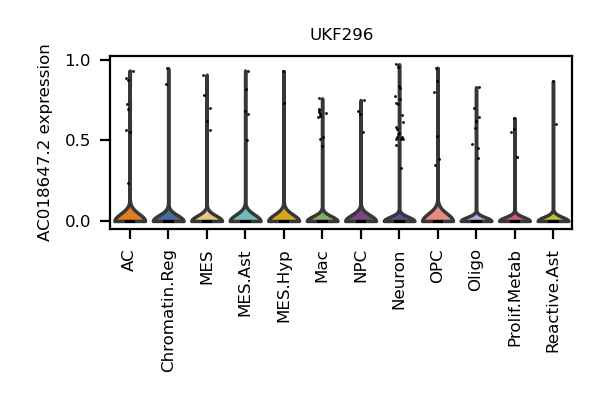 UKF296
AC018647.2 expression
1.0
0.5
0.0
AC
Chromatin.Reg
MES
MES.Ast
MES.Hyp
Mac
NPC
Neuron
OPC
Oligo
Prolif.Metab
Reactive.Ast